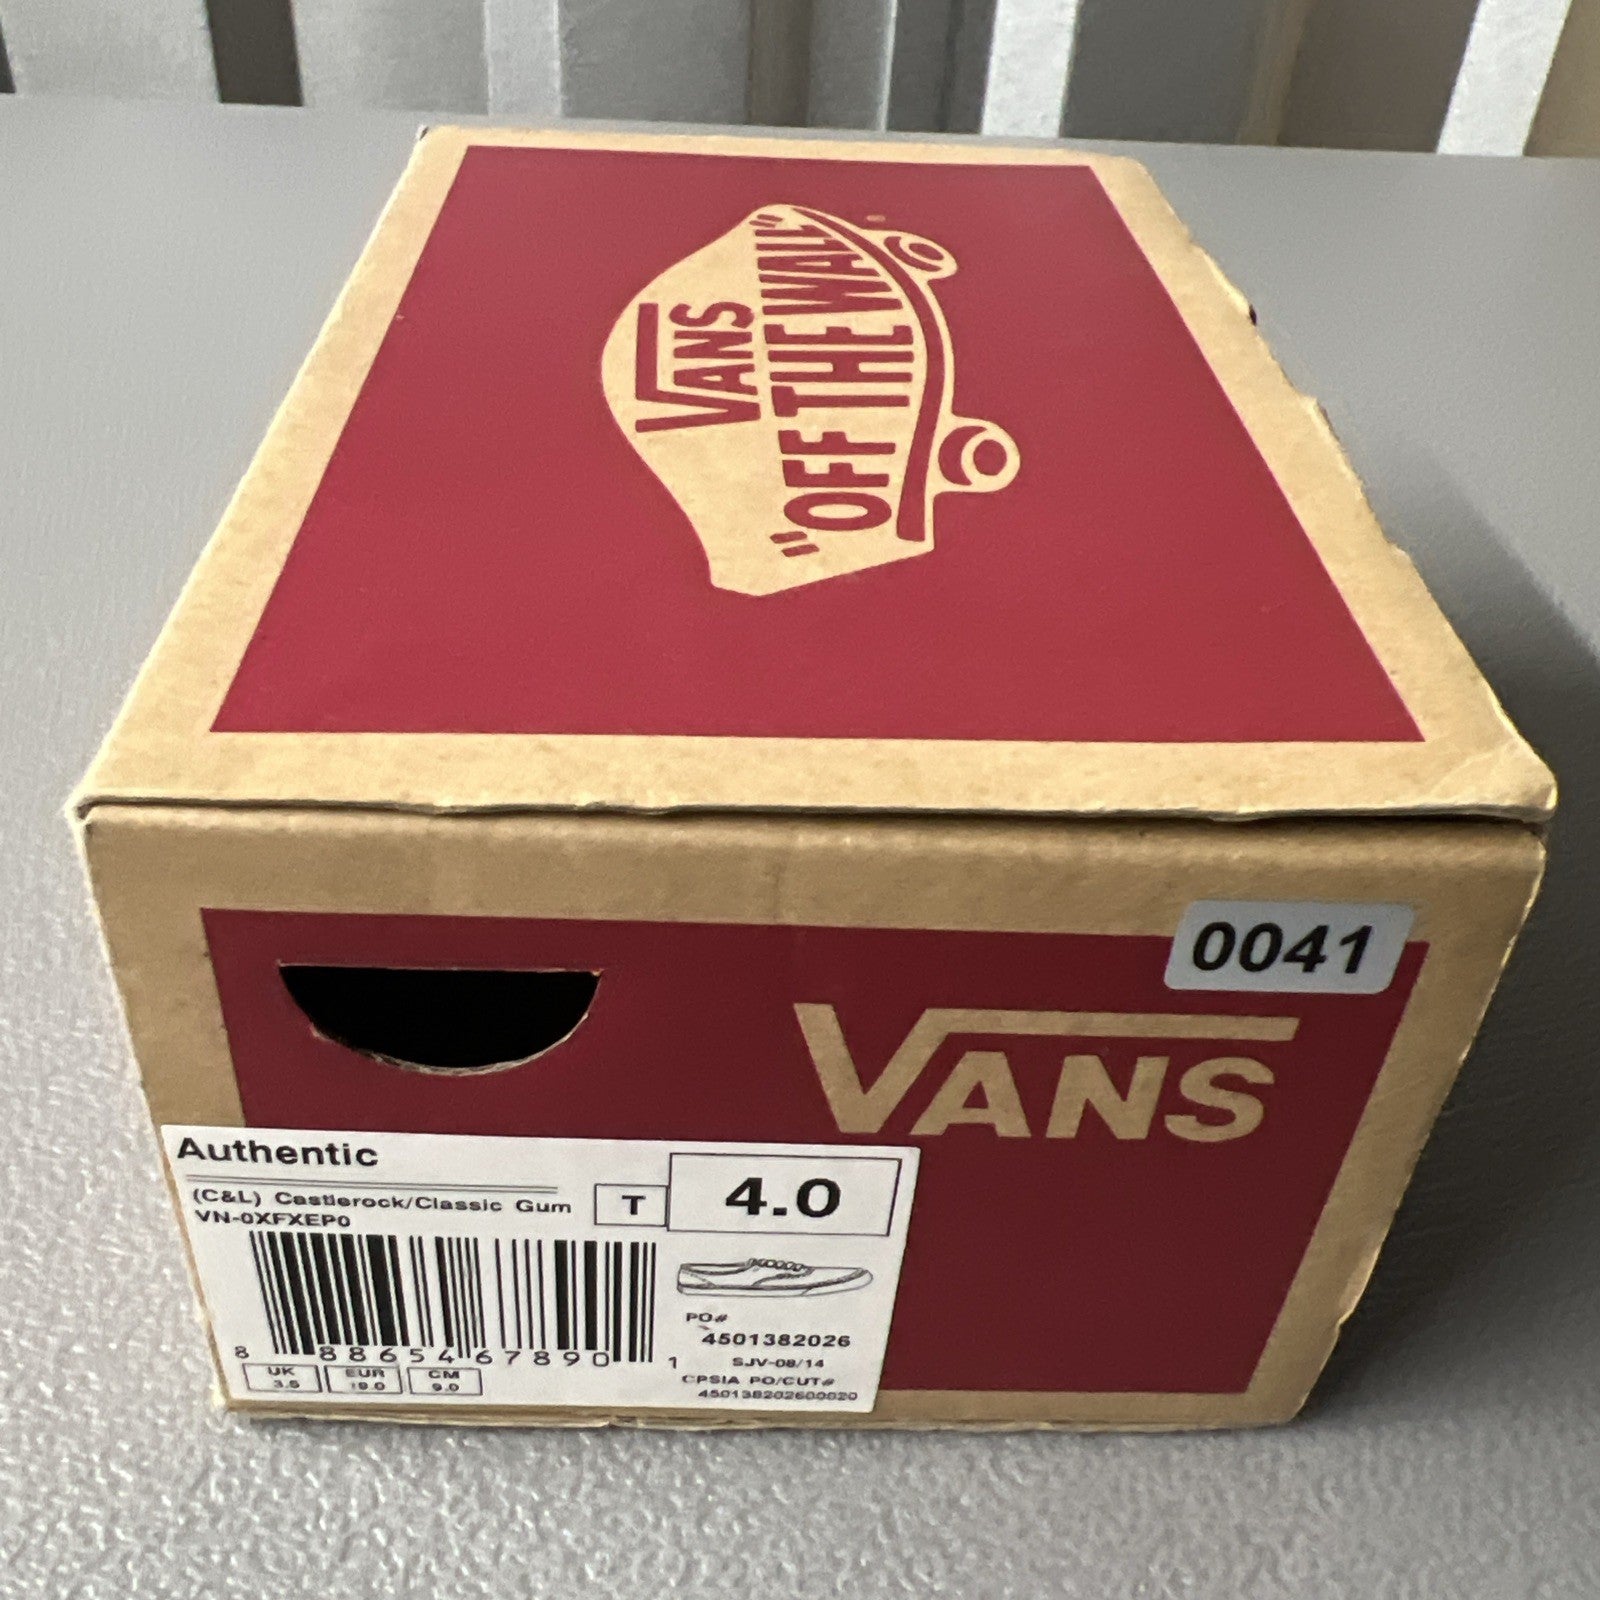 VANS
"OFF THE WALL"
®
0041
VANS
Authentic
(C&L) Castlerock/Classic Gum
VN-0XFXEP0
T
4.0
8 88654 67890 1
UK
3.5
EUR
19.0
CM
9.0
PO#
4501382026
SJV-08/14
CPSIA PO/CUT#
450138202600020